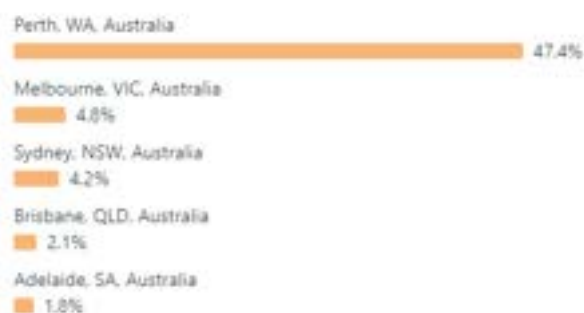 Perth, WA, Australia
47.4%
Melbourne, VIC, Australia
4.8%
Sydney, NSW, Australia
4.2%
Brisbane, QLD, Australia
2.1%
Adelaide, SA, Australia
1.8%